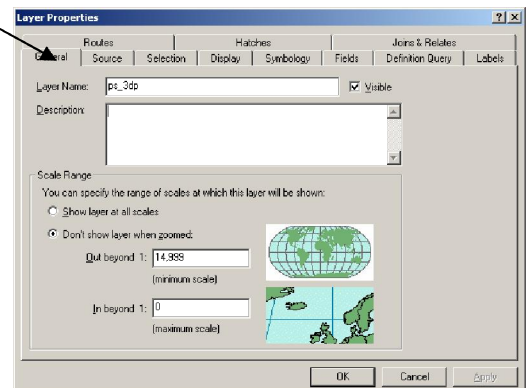 Layer Properties
Routes Hatches Joins & Relates
General Source Selection Display Symbology Fields Definition Query Labels
Layer Name: ps_3dp Visible
Description:
Scale Range
You can specify the range of scales at which this layer will be shown:
Show layer at all scales
Don't show layer when zoomed:
Out beyond 1: 14,999
(minimum scale)
In beyond 1: 0
(maximum scale)
OK Cancel Apply